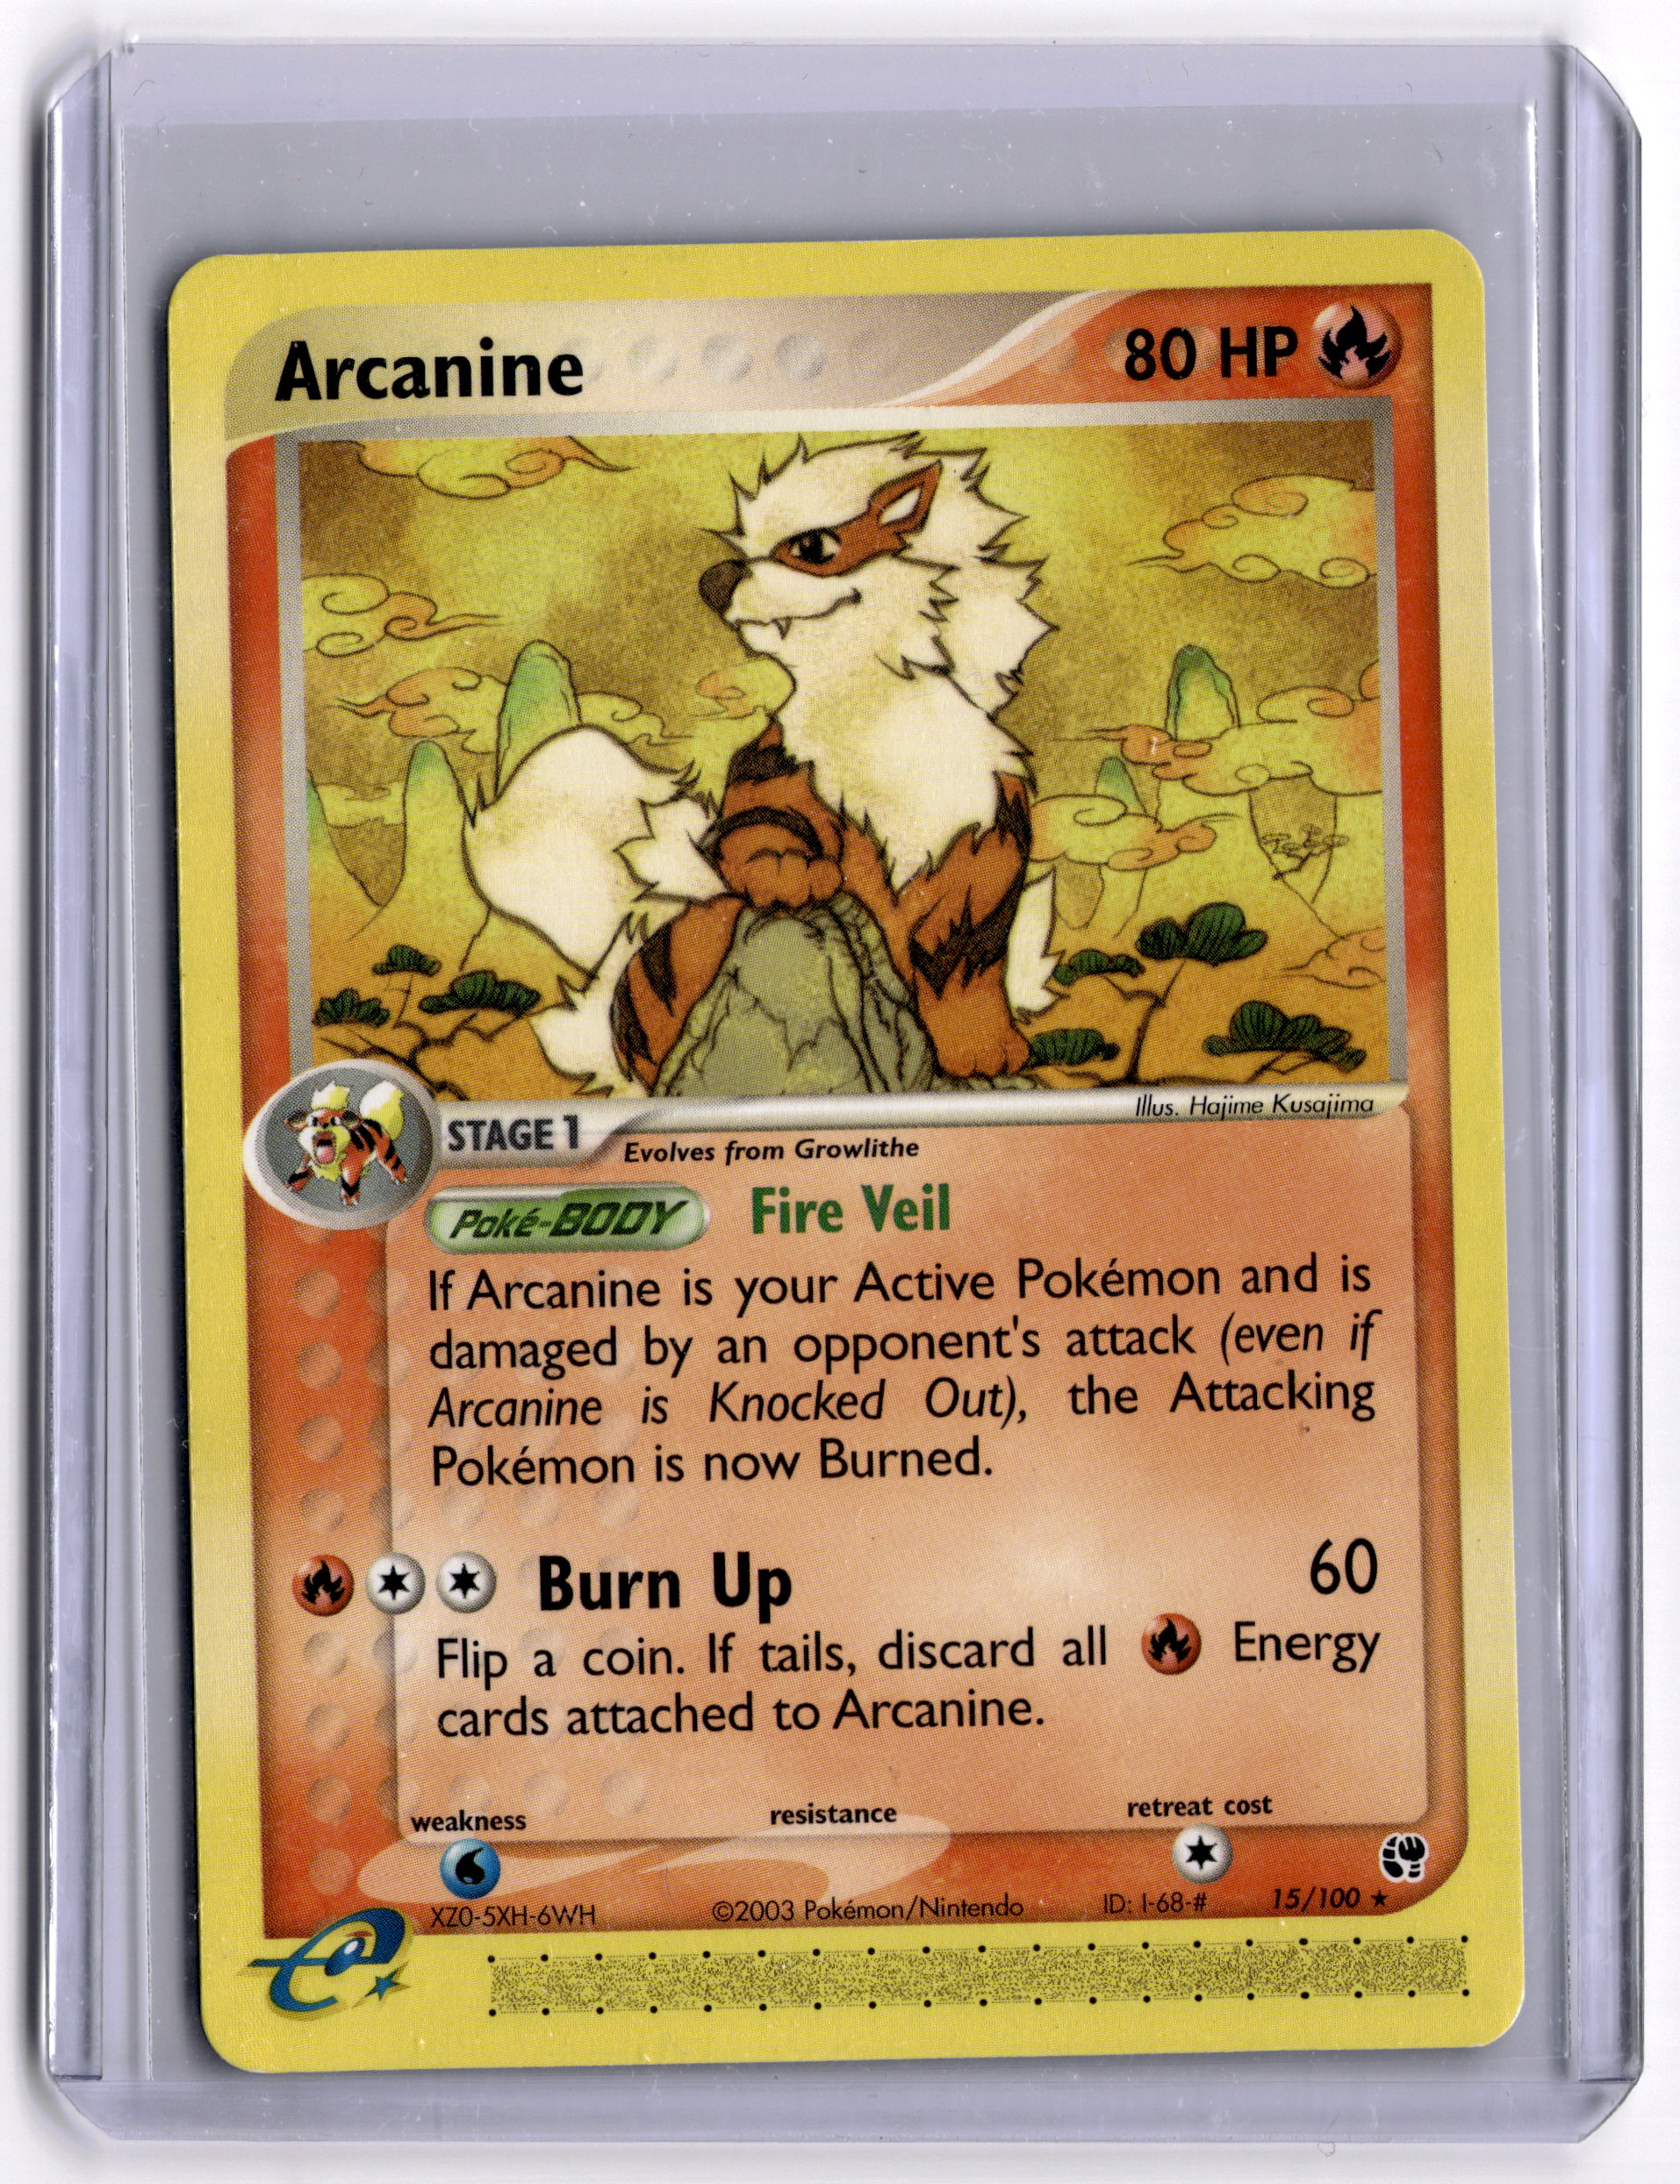 Arcanine 80 HP
Illus. Hajime Kusajima
STAGE 1
Evolves from Growlithe
Poké-BODY Fire Veil
If Arcanine is your Active Pokémon and is
damaged by an opponent's attack (even if
Arcanine is Knocked Out), the Attacking
Pokémon is now Burned.
Burn Up 60
Flip a coin. If tails, discard all Energy
cards attached to Arcanine.
weakness resistance retreat cost
XZ0-5XH-6WH ©2003 Pokémon/Nintendo ID: I-68-# 15/100 ★
e